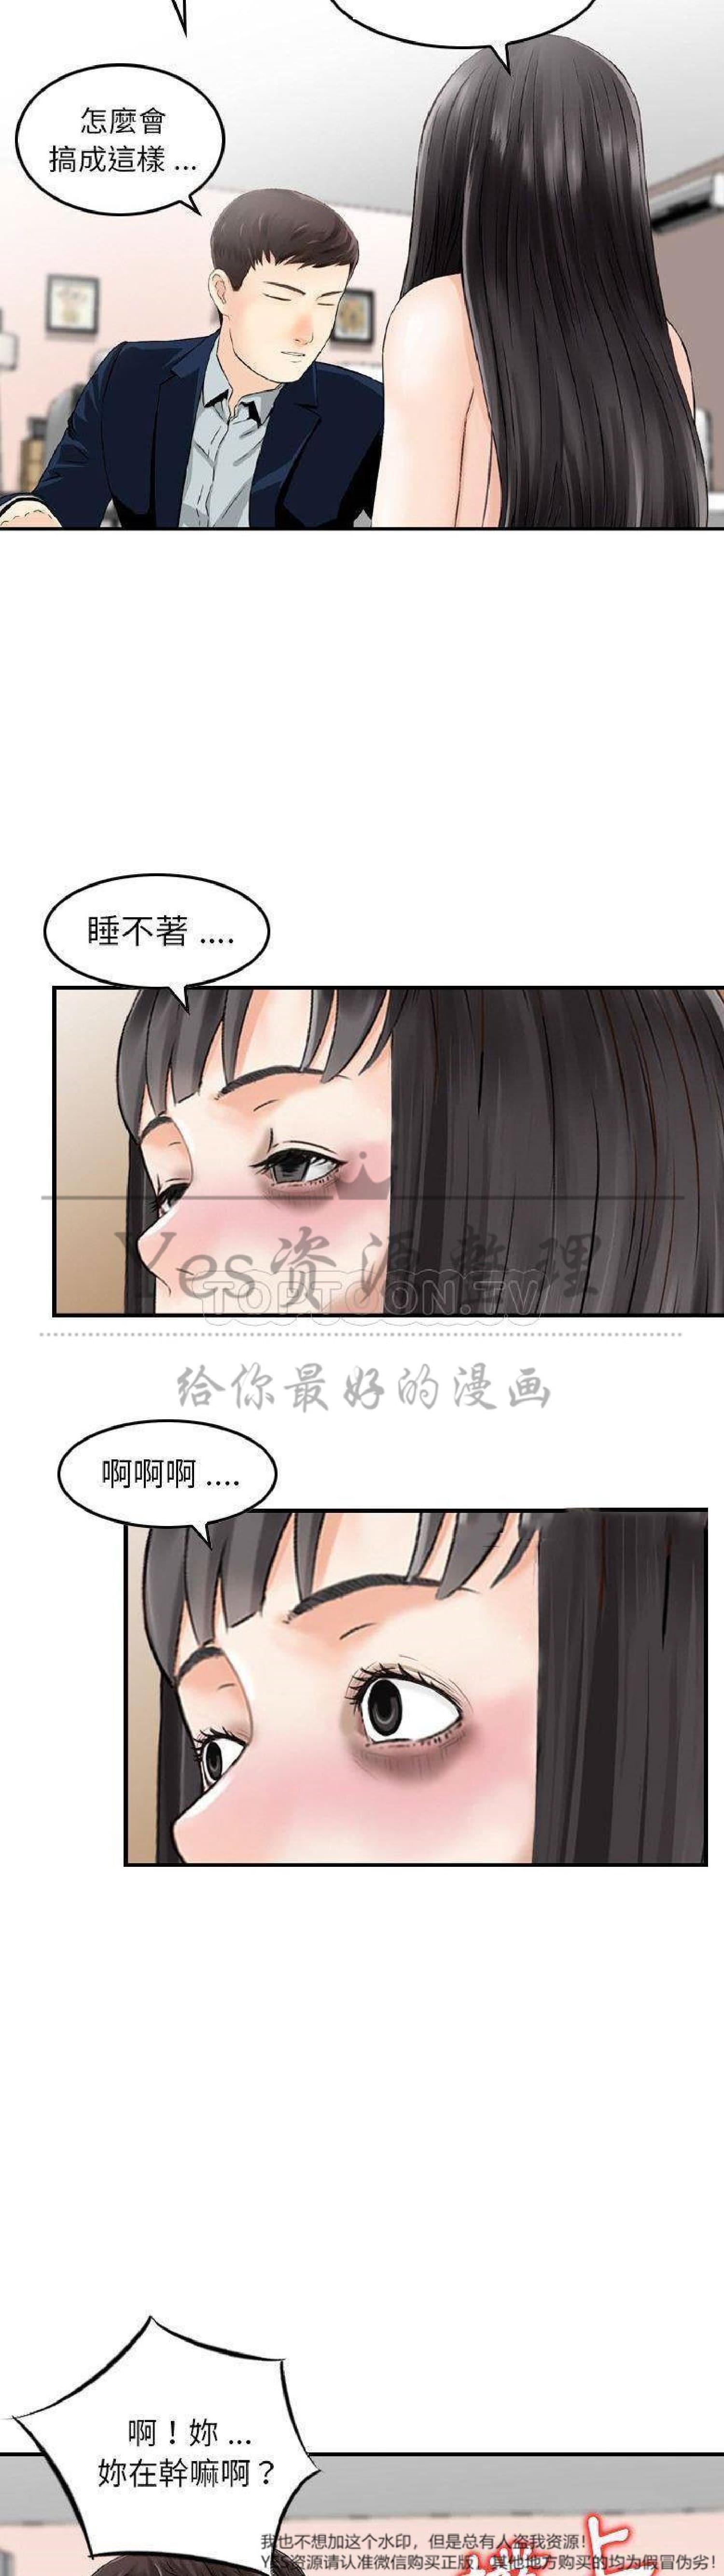 怎麼會
搞成這樣 ...
睡不著 ....
Yes资源整理
TOPTOON.TV
给你最好的漫画
啊啊啊 ....
啊！妳 ...
妳在幹嘛啊？
我也不想加这个水印，但是总有人盗我资源！
YES资源请认准微信购买正版！其他地方购买的均为假冒伪劣！